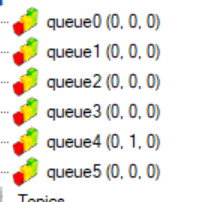 queue0 (0, 0, 0)
queue1 (0, 0, 0)
queue2 (0, 0, 0)
queue3 (0, 0, 0)
queue4 (0, 1, 0)
queue5 (0, 0, 0)
Topics